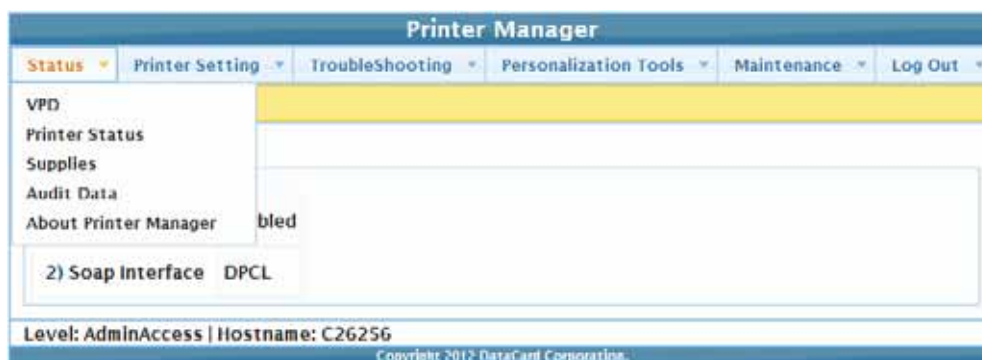 Printer Manager
Status Printer Setting TroubleShooting Personalization Tools Maintenance Log Out
VPD
Printer Status
Supplies
Audit Data
About Printer Manager bled
2) Soap Interface DPCL
Level: AdminAccess | Hostname: C26256
Copyright 2012 DataCard Corporation.